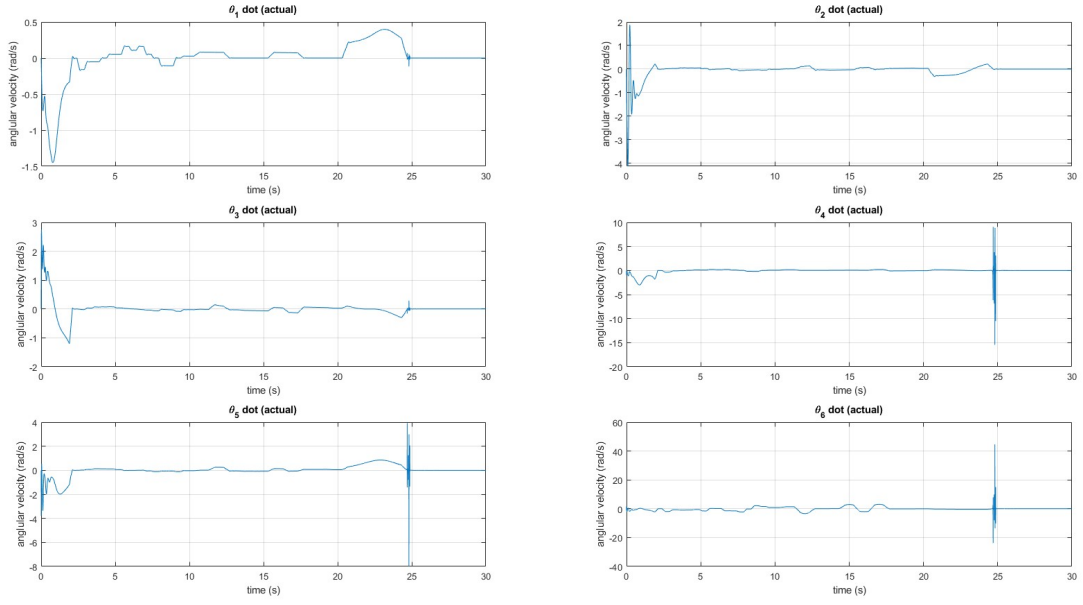 θ1 dot (actual)
0.5
0
-0.5
-1
-1.5
anglular velocity (rad/s)
0 5 10 15 20 25 30
time (s)
θ2 dot (actual)
2
1
0
-1
-2
-3
-4
anglular velocity (rad/s)
0 5 10 15 20 25 30
time (s)
θ3 dot (actual)
3
2
1
0
-1
-2
anglular velocity (rad/s)
0 5 10 15 20 25 30
time (s)
θ4 dot (actual)
10
5
0
-5
-10
-15
-20
anglular velocity (rad/s)
0 5 10 15 20 25 30
time (s)
θ5 dot (actual)
4
2
0
-2
-4
-6
-8
anglular velocity (rad/s)
0 5 10 15 20 25 30
time (s)
θ6 dot (actual)
60
40
20
0
-20
-40
anglular velocity (rad/s)
0 5 10 15 20 25 30
time (s)